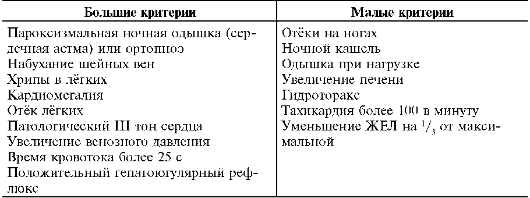 Большие критерии
Малые критерии
Пароксизмальная ночная одышка (сер-
дечная астма) или ортопноэ
Набухание шейных вен
Хрипы в лёгких
Кардиомегалия
Отёк лёгких
Патологический III тон сердца
Увеличение венозного давления
Время кровотока более 25 с
Положительный гепатоюгулярный реф-
люкс
Отёки на ногах
Ночной кашель
Одышка при нагрузке
Увеличение печени
Гидроторакс
Тахикардия более 100 в минуту
Уменьшение ЖЕЛ на 1/3 от макси-
мальной